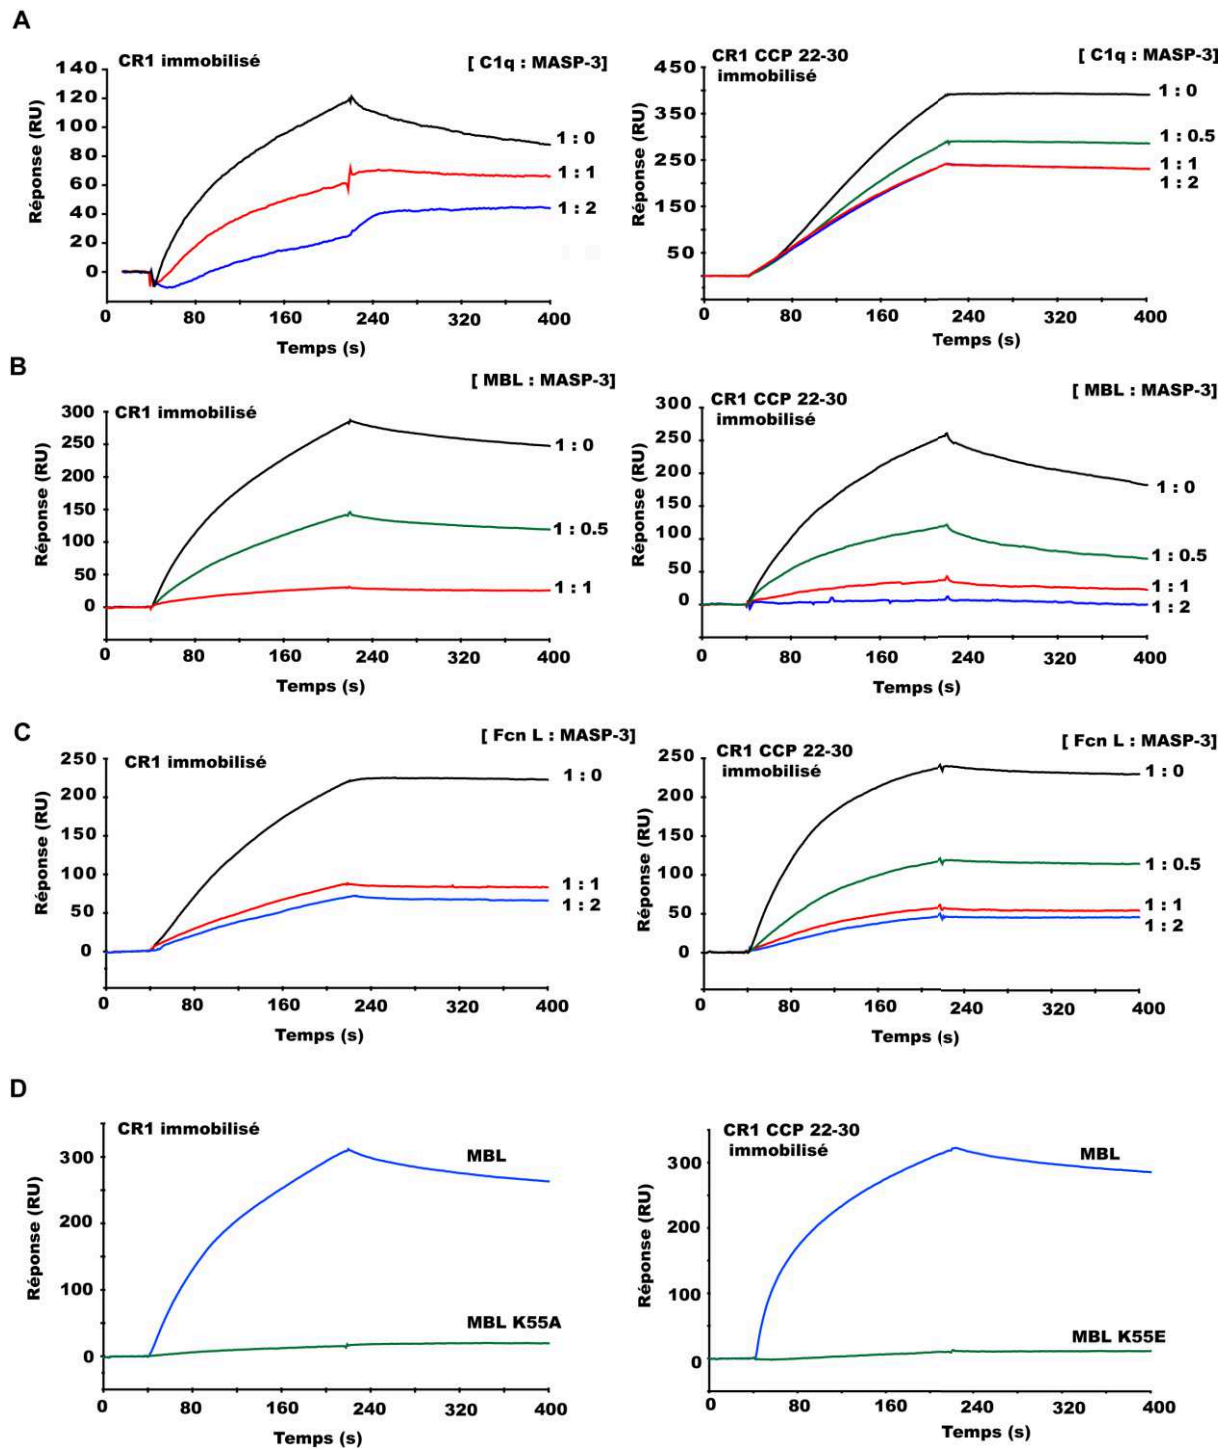 A
CR1 immobilisé
[ C1q : MASP-3]
Réponse (RU)
140
120
100
80
60
40
20
0
1 : 0
1 : 1
1 : 2
0 80 160 240 320 400
Temps (s)
CR1 CCP 22-30
immobilisé
[ C1q : MASP-3]
Réponse (RU)
450
400
350
250
150
50
1 : 0
1 : 0.5
1 : 1
1 : 2
0 80 160 240 320 400
Temps (s)
B
CR1 immobilisé
[ MBL : MASP-3]
Réponse (RU)
300
250
200
150
100
50
0
1 : 0
1 : 0.5
1 : 1
0 80 160 240 320 400
Temps (s)
CR1 CCP 22-30
immobilisé
[ MBL : MASP-3]
Réponse (RU)
300
250
200
150
100
50
0
1 : 0
1 : 0.5
1 : 1
1 : 2
0 80 160 240 320 400
Temps (s)
C
CR1 immobilisé
[ Fcn L : MASP-3]
Réponse (RU)
250
200
150
100
50
0
1 : 0
1 : 1
1 : 2
0 80 160 240 320 400
Temps (s)
CR1 CCP 22-30
immobilisé
[ Fcn L : MASP-3]
Réponse (RU)
250
200
150
100
50
0
1 : 0
1 : 0.5
1 : 1
1 : 2
0 80 160 240 320 400
Temps (s)
D
CR1 immobilisé
Réponse (RU)
300
200
100
0
MBL
MBL K55A
0 80 160 240 320 400
Temps (s)
CR1 CCP 22-30
immobilisé
Réponse (RU)
300
200
100
0
MBL
MBL K55E
0 80 160 240 320 400
Temps (s)